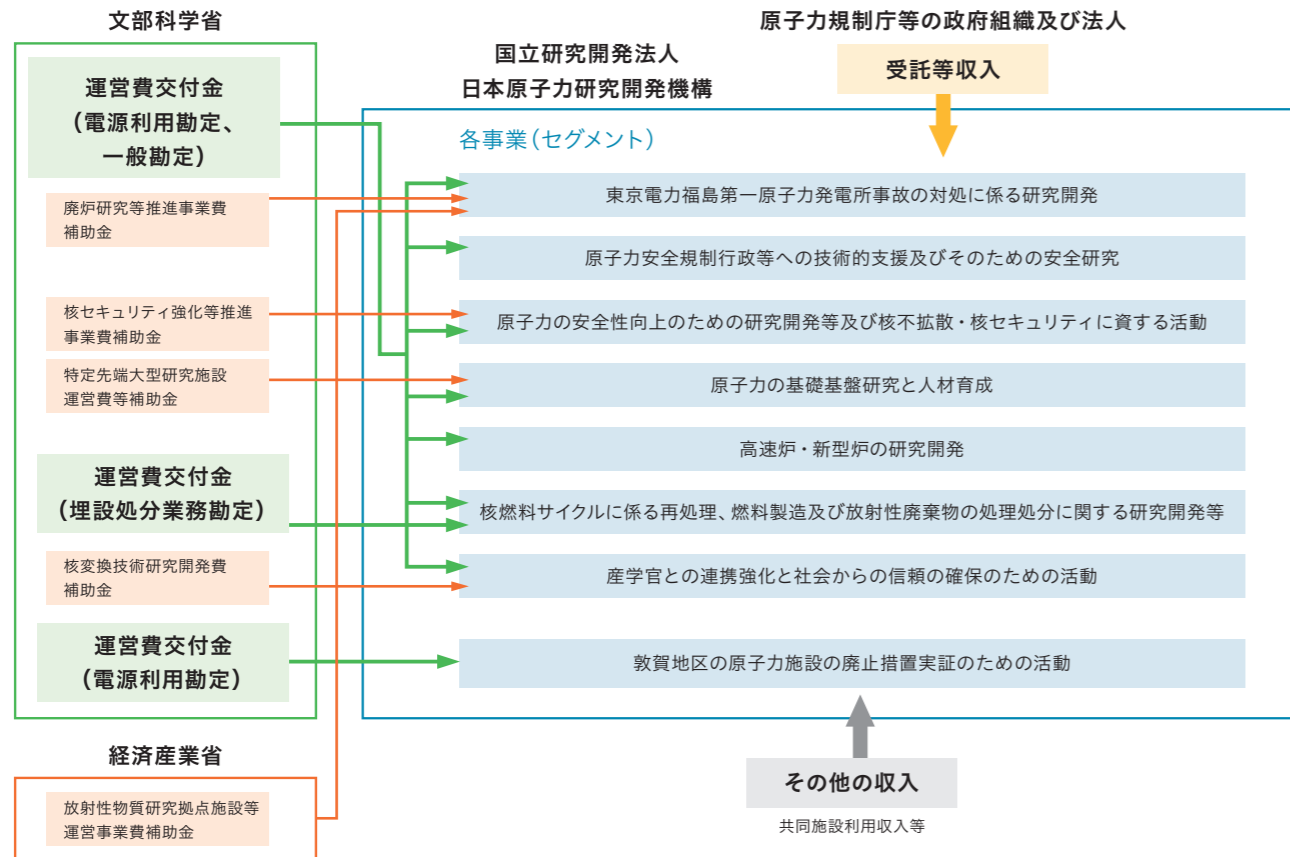 文部科学省
運営費交付金
（電源利用勘定、
一般勘定）
廃炉研究等推進事業費
補助金
核セキュリティ強化等推進
事業費補助金
特定先端大型研究施設
運営費等補助金
運営費交付金
（埋設処分業務勘定）
核変換技術研究開発費
補助金
運営費交付金
（電源利用勘定）
経済産業省
放射性物質研究拠点施設等
運営事業費補助金
国立研究開発法人
日本原子力研究開発機構
原子力規制庁等の政府組織及び法人
受託等収入
各事業（セグメント）
東京電力福島第一原子力発電所事故の対処に係る研究開発
原子力安全規制行政等への技術的支援及びそのための安全研究
原子力の安全性向上のための研究開発等及び核不拡散・核セキュリティに資する活動
原子力の基礎基盤研究と人材育成
高速炉・新型炉の研究開発
核燃料サイクルに係る再処理、燃料製造及び放射性廃棄物の処理処分に関する研究開発等
産学官との連携強化と社会からの信頼の確保のための活動
敦賀地区の原子力施設の廃止措置実証のための活動
その他の収入
共同施設利用収入等